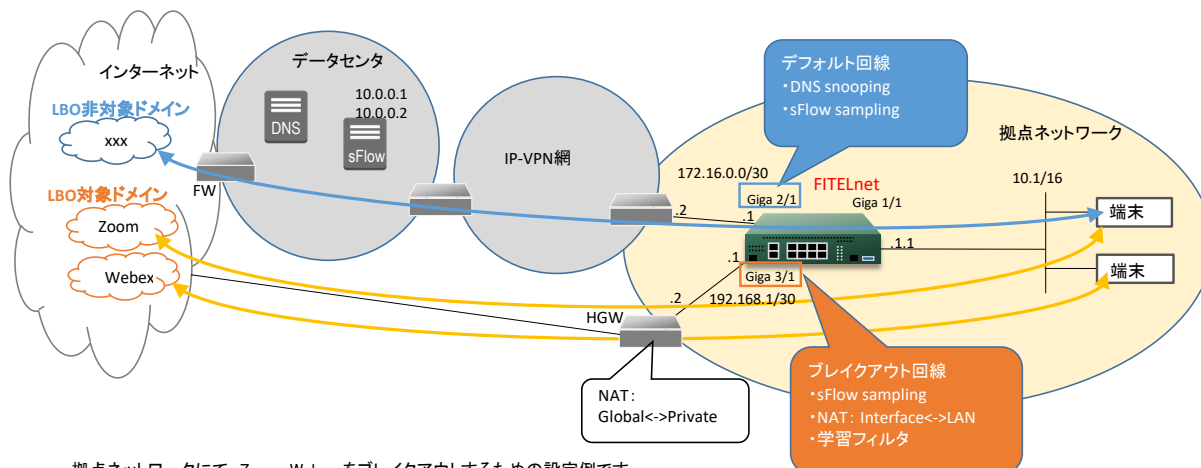 インターネット
LBO非対象ドメイン
xxx
LBO対象ドメイン
Zoom
Webex
FW
データセンタ
DNS
10.0.0.1
10.0.0.2
sFlow
IP-VPN網
デフォルト回線
・DNS snooping
・sFlow sampling
拠点ネットワーク
172.16.0.0/30
Giga 2/1
FITELnet
Giga 1/1
10.1/16
.2
.1
端末
.1.1
.1
Giga 3/1
端末
.2
192.168.1/30
HGW
NAT:
Global<->Private
ブレイクアウト回線
・sFlow sampling
・NAT: Interface<->LAN
・学習フィルタ